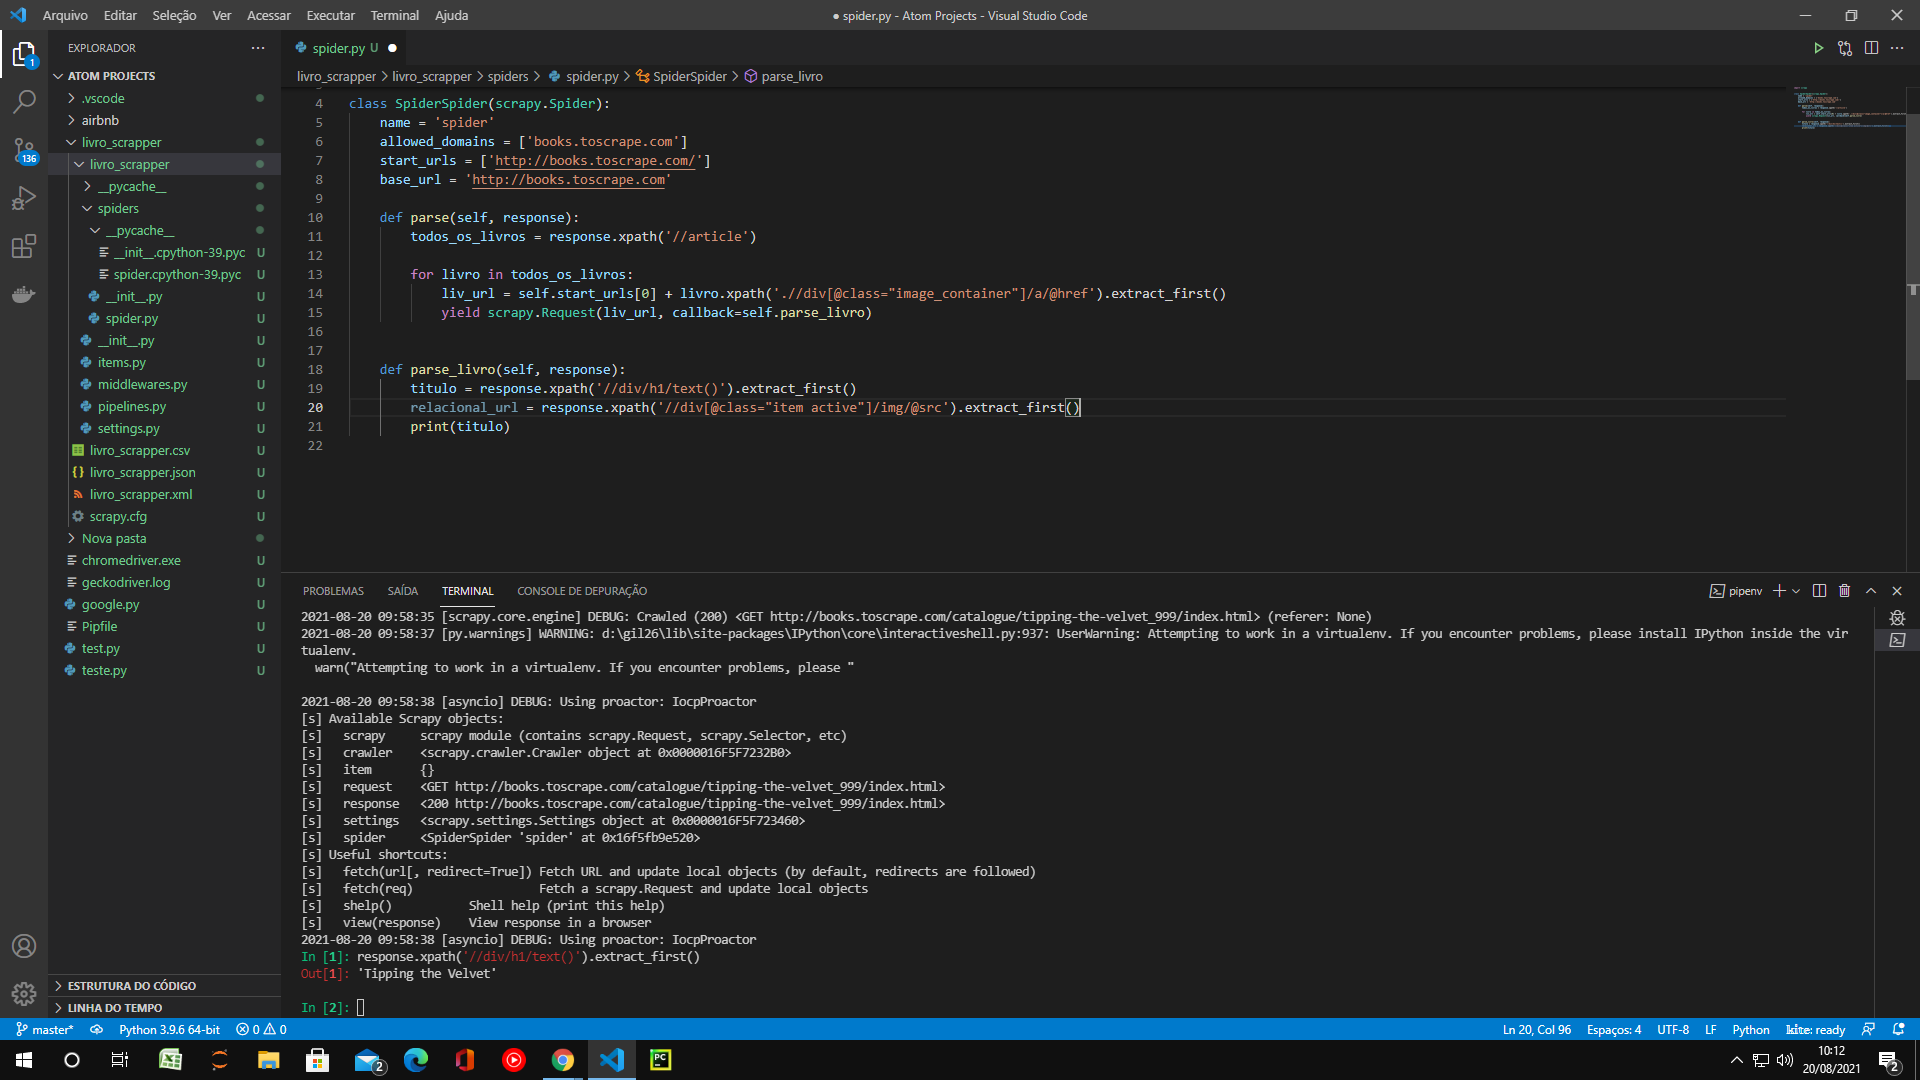 Arquivo Editar Seleção Ver Acessar Executar Terminal Ajuda
● spider.py - Atom Projects - Visual Studio Code
EXPLORADOR
ATOM PROJECTS
.vscode
airbnb
livro_scrapper
livro_scrapper
__pycache__
spiders
__pycache__
__init__.cpython-39.pyc U
spider.cpython-39.pyc U
__init__.py U
spider.py U
__init__.py U
items.py U
middlewares.py U
pipelines.py U
settings.py U
livro_scrapper.csv U
livro_scrapper.json U
livro_scrapper.xml U
scrapy.cfg U
Nova pasta
chromedriver.exe U
geckodriver.log U
google.py U
Pipfile U
test.py U
teste.py U
ESTRUTURA DO CÓDIGO
LINHA DO TEMPO
1
136
spider.py U
livro_scrapper > livro_scrapper > spiders > spider.py > SpiderSpider > parse_livro
4 class SpiderSpider(scrapy.Spider):
5 name = 'spider'
6 allowed_domains = ['books.toscrape.com']
7 start_urls = ['http://books.toscrape.com/']
8 base_url = 'http://books.toscrape.com'
9
10 def parse(self, response):
11 todos_os_livros = response.xpath('//article')
12
13 for livro in todos_os_livros:
14 liv_url = self.start_urls[0] + livro.xpath('.//div[@class="image_container"]/a/@href').extract_first()
15 yield scrapy.Request(liv_url, callback=self.parse_livro)
16
17
18 def parse_livro(self, response):
19 titulo = response.xpath('//div/h1/text()').extract_first()
20 relacional_url = response.xpath('//div[@class="item active"]/img/@src').extract_first()
21 print(titulo)
22
PROBLEMAS SAÍDA TERMINAL CONSOLE DE DEPURAÇÃO
pipenv
2021-08-20 09:58:35 [scrapy.core.engine] DEBUG: Crawled (200) <GET http://books.toscrape.com/catalogue/tipping-the-velvet_999/index.html> (referer: None)
2021-08-20 09:58:37 [py.warnings] WARNING: d:\gil26\lib\site-packages\IPython\core\interactiveshell.py:937: UserWarning: Attempting to work in a virtualenv. If you encounter problems, please install IPython inside the vir
tualenv.
warn("Attempting to work in a virtualenv. If you encounter problems, please "
2021-08-20 09:58:38 [asyncio] DEBUG: Using proactor: IocpProactor
[s] Available Scrapy objects:
[s] scrapy scrapy module (contains scrapy.Request, scrapy.Selector, etc)
[s] crawler <scrapy.crawler.Crawler object at 0x0000016F5F7232B0>
[s] item {}
[s] request <GET http://books.toscrape.com/catalogue/tipping-the-velvet_999/index.html>
[s] response <200 http://books.toscrape.com/catalogue/tipping-the-velvet_999/index.html>
[s] settings <scrapy.settings.Settings object at 0x0000016F5F723460>
[s] spider <SpiderSpider 'spider' at 0x16f5fb9e520>
[s] Useful shortcuts:
[s] fetch(url[, redirect=True]) Fetch URL and update local objects (by default, redirects are followed)
[s] fetch(req) Fetch a scrapy.Request and update local objects
[s] shelp() Shell help (print this help)
[s] view(response) View response in a browser
2021-08-20 09:58:38 [asyncio] DEBUG: Using proactor: IocpProactor
In [1]: response.xpath('//div/h1/text()').extract_first()
Out[1]: 'Tipping the Velvet'
In [2]:
master* Python 3.9.6 64-bit 0 0
Ln 20, Col 96 Espaços: 4 UTF-8 LF Python kite: ready
2
PC
10:12
20/08/2021
2